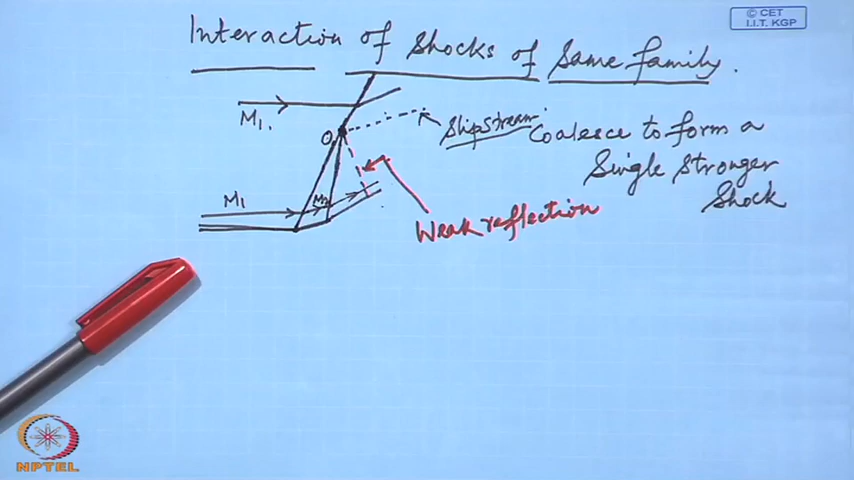 © CET
I.I.T. KGP
Interaction of Shocks of Same family.
M1.
O
Slipstream
Coalesce to form a
Single Stronger
Shock
M1
M2
Weak reflection
NPTEL